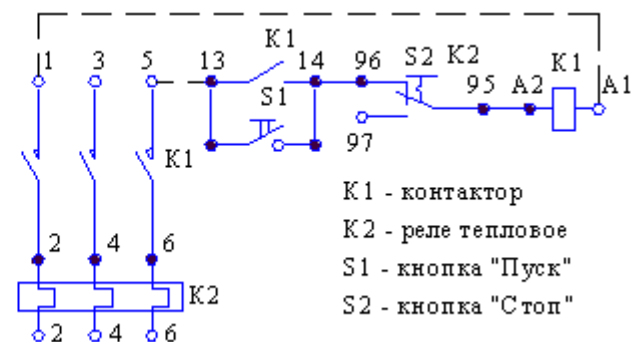 K1
1 3 5 13 14 96 S2 K2 K1
95 A2 A1
S1
97
K1
K1 - контактор
K2 - реле тепловое
S1 - кнопка "Пуск"
S2 - кнопка "Стоп"
2 4 6
K2
2 4 6